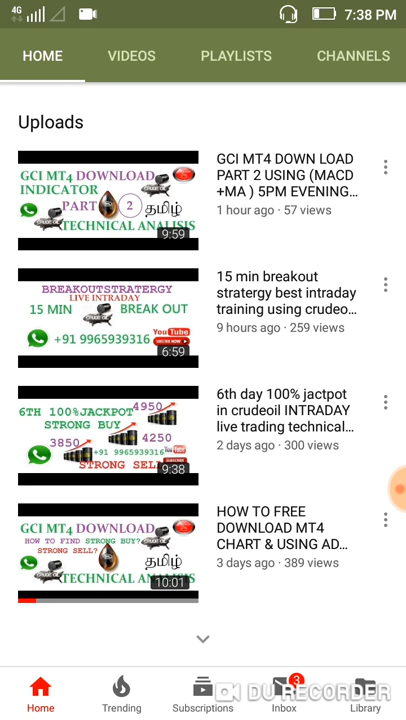 4G
7:38 PM
HOME
VIDEOS
PLAYLISTS
CHANNELS
Uploads
GCI MT4 DOWNLOAD
INDICATOR
PART 2
தமிழ்
TECHNICAL ANALISIS
9:59
GCI MT4 DOWN LOAD
PART 2 USING (MACD
+MA ) 5PM EVENING...
1 hour ago · 57 views
BREAKOUTSTRATERGY
LIVE INTRADAY
15 MIN
BREAK OUT
YouTube
+91 9965939316
6:59
15 min breakout
stratergy best intraday
training using crudeo...
9 hours ago · 259 views
6TH 100%JACKPOT
4950
STRONG BUY
3850
4250
+91 9965939316
STRONG SELL
9:38
6th day 100% jactpot
in crudeoil INTRADAY
live trading technical...
2 days ago · 300 views
GCI MT4 DOWNLOAD
HOW TO FIND STRONG BUY?
STRONG SELL?
தமிழ்
TECHNICAL ANALYSIS
10:01
HOW TO FREE
DOWNLOAD MT4
CHART & USING AD...
3 days ago · 389 views
3
DU RECORDER
Home
Trending
Subscriptions
Inbox
Library